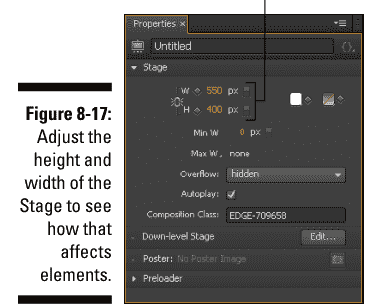 Properties ×
Untitled
Stage
W 550 px
H 400 px
Min W 0 px
Max W none
Overflow: hidden
Autoplay:
Composition Class: EDGE-709658
Down-level Stage Edit...
Poster: No Poster Image
Preloader
Figure 8-17:
Adjust the
height and
width of the
Stage to see
how that
affects
elements.